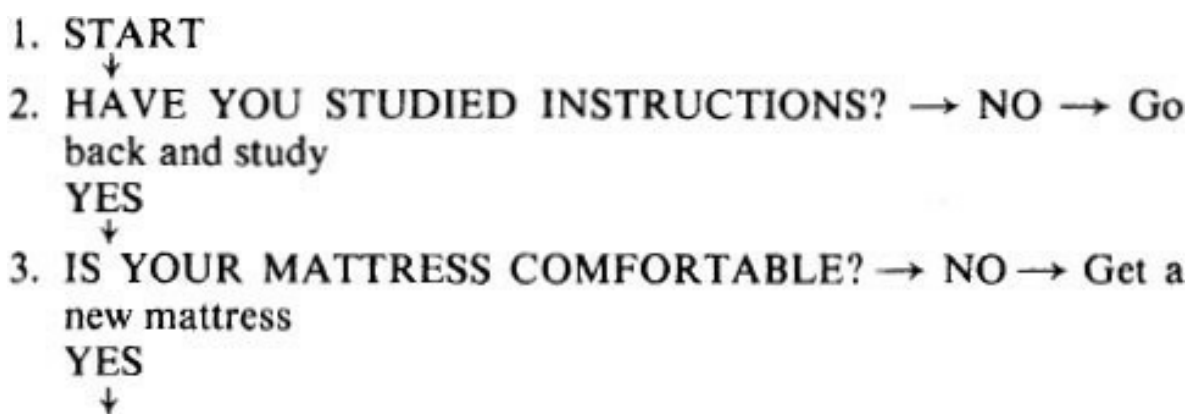 1. START
↓
2. HAVE YOU STUDIED INSTRUCTIONS? → NO → Go
back and study
YES
↓
3. IS YOUR MATTRESS COMFORTABLE? → NO → Get a
new mattress
YES
↓